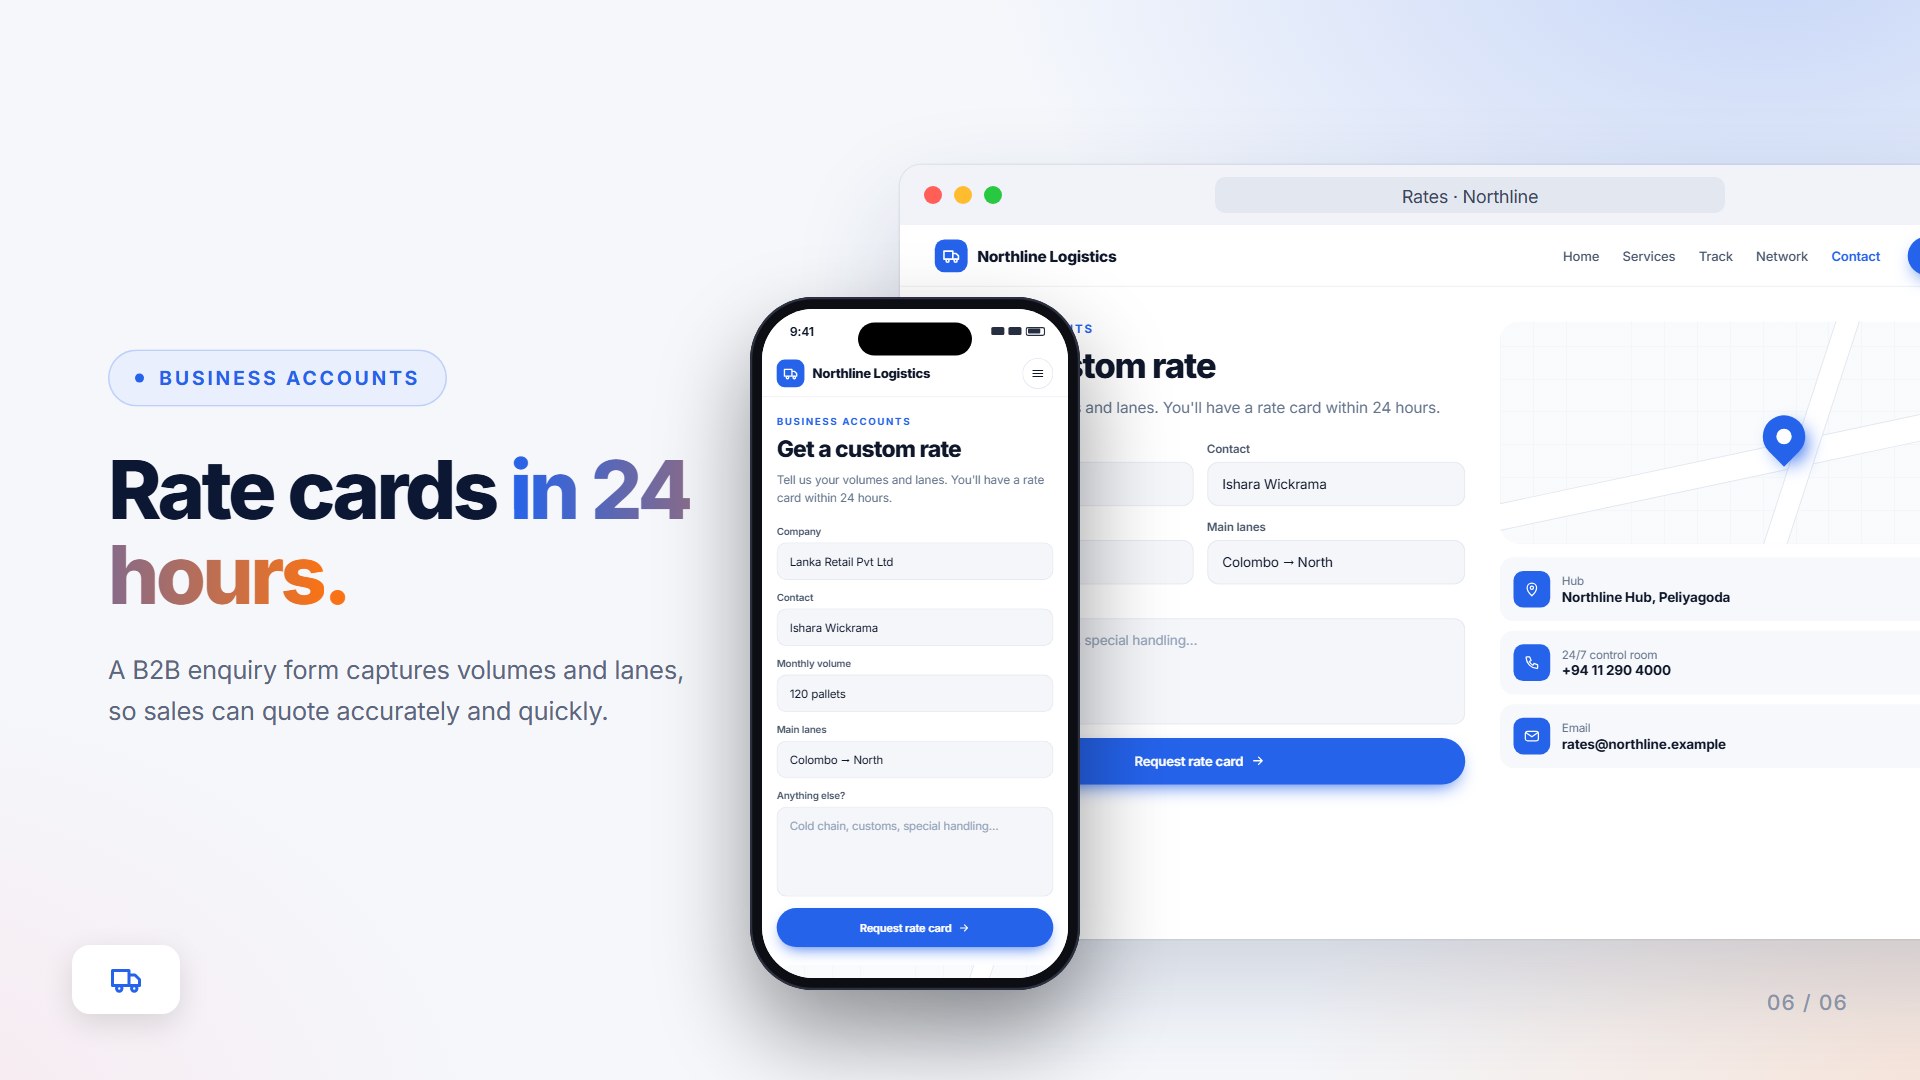 BUSINESS ACCOUNTS
Rate cards in 24
hours.
A B2B enquiry form captures volumes and lanes,
so sales can quote accurately and quickly.
9:41
Northline Logistics
BUSINESS ACCOUNTS
Get a custom rate
Tell us your volumes and lanes. You'll have a rate
card within 24 hours.
Company
Lanka Retail Pvt Ltd
Contact
Ishara Wickrama
Monthly volume
120 pallets
Main lanes
Colombo → North
Anything else?
Cold chain, customs, special handling...
Request rate card →
Rates · Northline
Northline Logistics
Home Services Track Network Contact
NTS
stom rate
and lanes. You'll have a rate card within 24 hours.
Contact
Ishara Wickrama
Main lanes
Colombo → North
special handling...
Request rate card →
Hub
Northline Hub, Peliyagoda
24/7 control room
+94 11 290 4000
Email
rates@northline.example
06 / 06